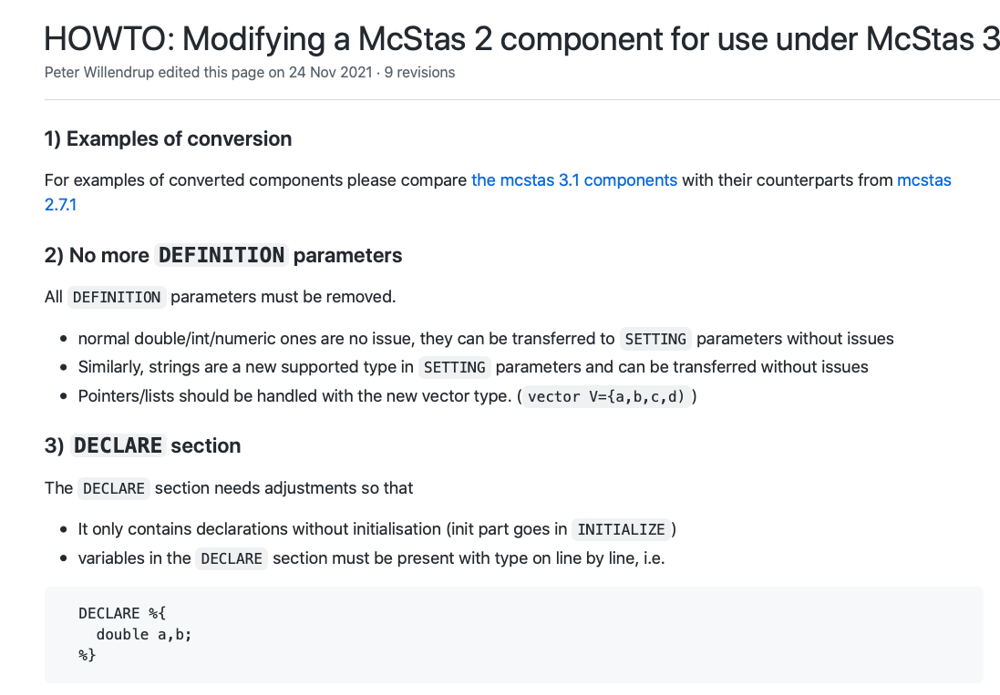 HOWTO: Modifying a McStas 2 component for use under McStas 3
Peter Willendrup edited this page on 24 Nov 2021 · 9 revisions
1) Examples of conversion
For examples of converted components please compare the mcstas 3.1 components with their counterparts from mcstas
2.7.1
2) No more DEFINITION parameters
All DEFINITION parameters must be removed.
• normal double/int/numeric ones are no issue, they can be transferred to SETTING parameters without issues
• Similarly, strings are a new supported type in SETTING parameters and can be transferred without issues
• Pointers/lists should be handled with the new vector type. ( vector V={a,b,c,d) )
3) DECLARE section
The DECLARE section needs adjustments so that
• It only contains declarations without initialisation (init part goes in INITIALIZE )
• variables in the DECLARE section must be present with type on line by line, i.e.
DECLARE %{
double a,b;
%}